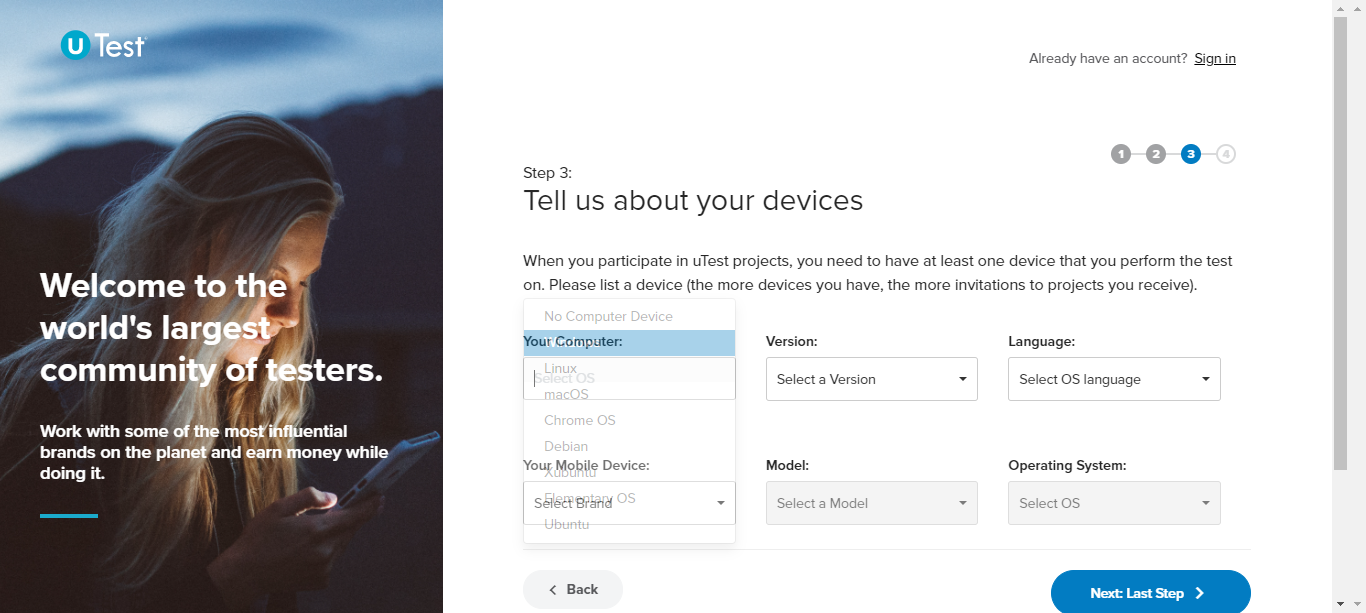 uTest
Already have an account? Sign in
1 2 3 4
Step 3:
Tell us about your devices
When you participate in uTest projects, you need to have at least one device that you perform the test
on. Please list a device (the more devices you have, the more invitations to projects you receive).
Welcome to the
world's largest
community of testers.
Work with some of the most influential
brands on the planet and earn money while
doing it.
No Computer Device
Your Computer:
Windows
Linux
Select OS
macOS
Chrome OS
Debian
Your Mobile Device:
Xubuntu
Elementary OS
Select Brand
Ubuntu
Version:
Select a Version
Language:
Select OS language
Model:
Select a Model
Operating System:
Select OS
Back
Next: Last Step